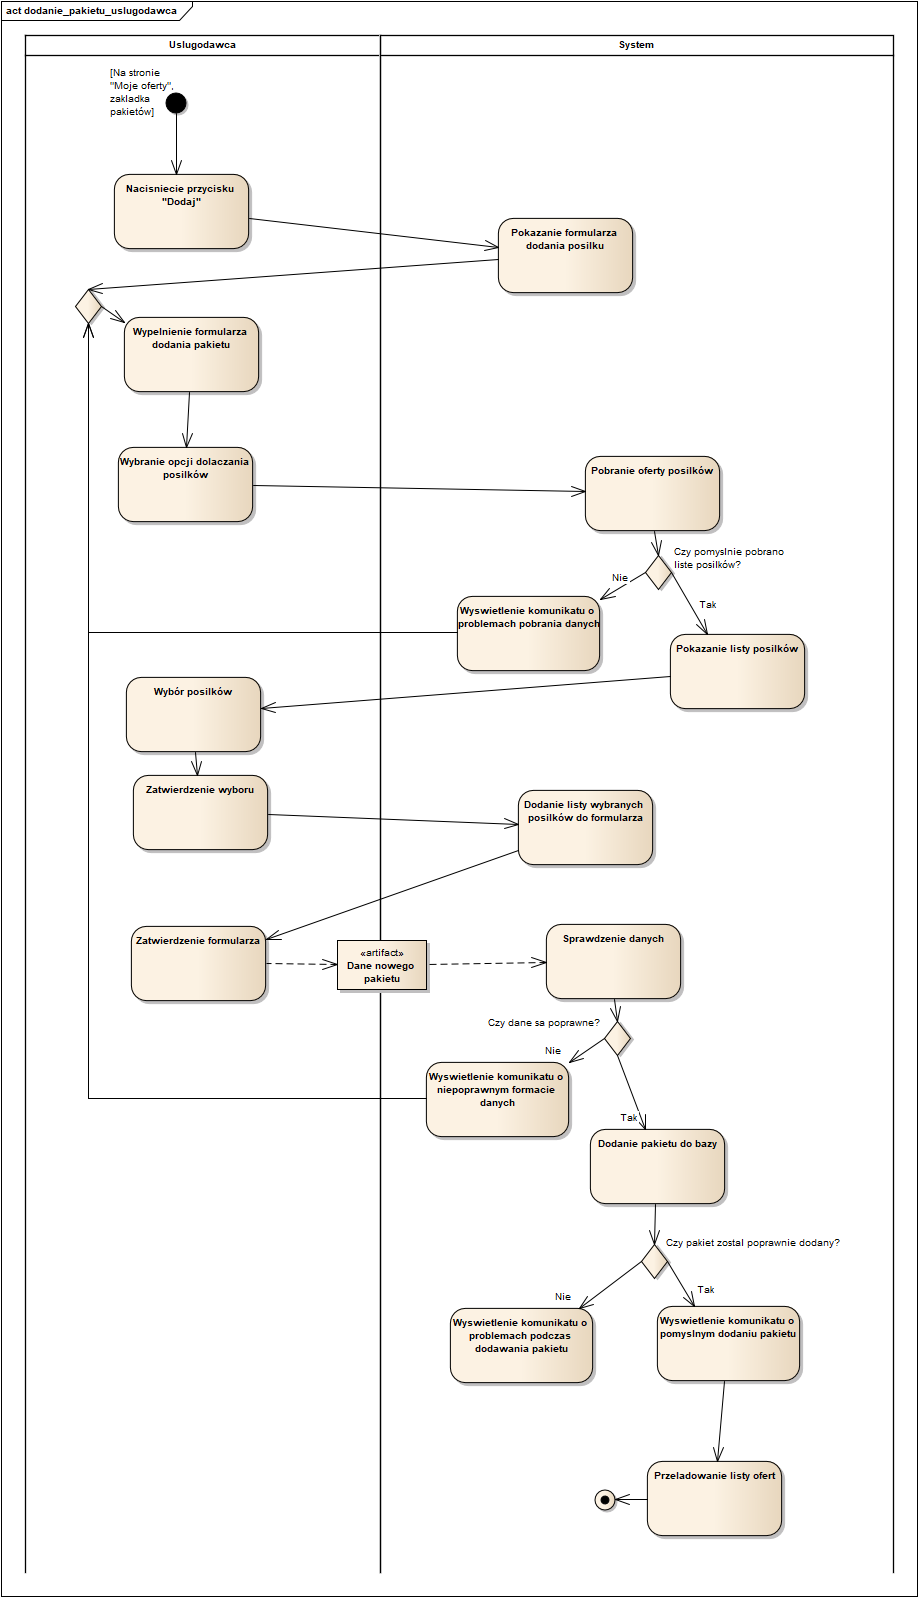 act dodanie_pakietu_uslugodawca
Uslugodawca
System
[Na stronie
"Moje oferty",
zakladka
pakietów]
Nacisniecie przycisku
"Dodaj"
Pokazanie formularza
dodania posilku
Wypelnienie formularza
dodania pakietu
Wybranie opcji dolaczania
posilków
Pobranie oferty posilków
Czy pomyslnie pobrano
liste posilków?
Nie
Tak
Wyswietlenie komunikatu o
problemach pobrania danych
Pokazanie listy posilków
Wybór posilków
Zatwierdzenie wyboru
Dodanie listy wybranych
posilków do formularza
Zatwierdzenie formularza
«artifact»
Dane nowego
pakietu
Sprawdzenie danych
Czy dane sa poprawne?
Nie
Wyswietlenie komunikatu o
niepoprawnym formacie
danych
Tak
Dodanie pakietu do bazy
Czy pakiet zostal poprawnie dodany?
Nie
Tak
Wyswietlenie komunikatu o
problemach podczas
dodawania pakietu
Wyswietlenie komunikatu o
pomyslnym dodaniu pakietu
Przeladowanie listy ofert